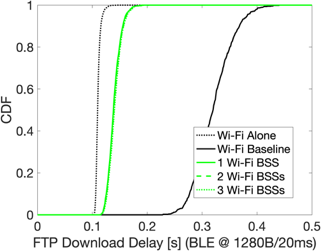 1
0.8
0.6
0.4
0.2
0
CDF
Wi-Fi Alone
Wi-Fi Baseline
1 Wi-Fi BSS
2 Wi-Fi BSSs
3 Wi-Fi BSSs
0 0.1 0.2 0.3 0.4 0.5
FTP Download Delay [s] (BLE @ 1280B/20ms)